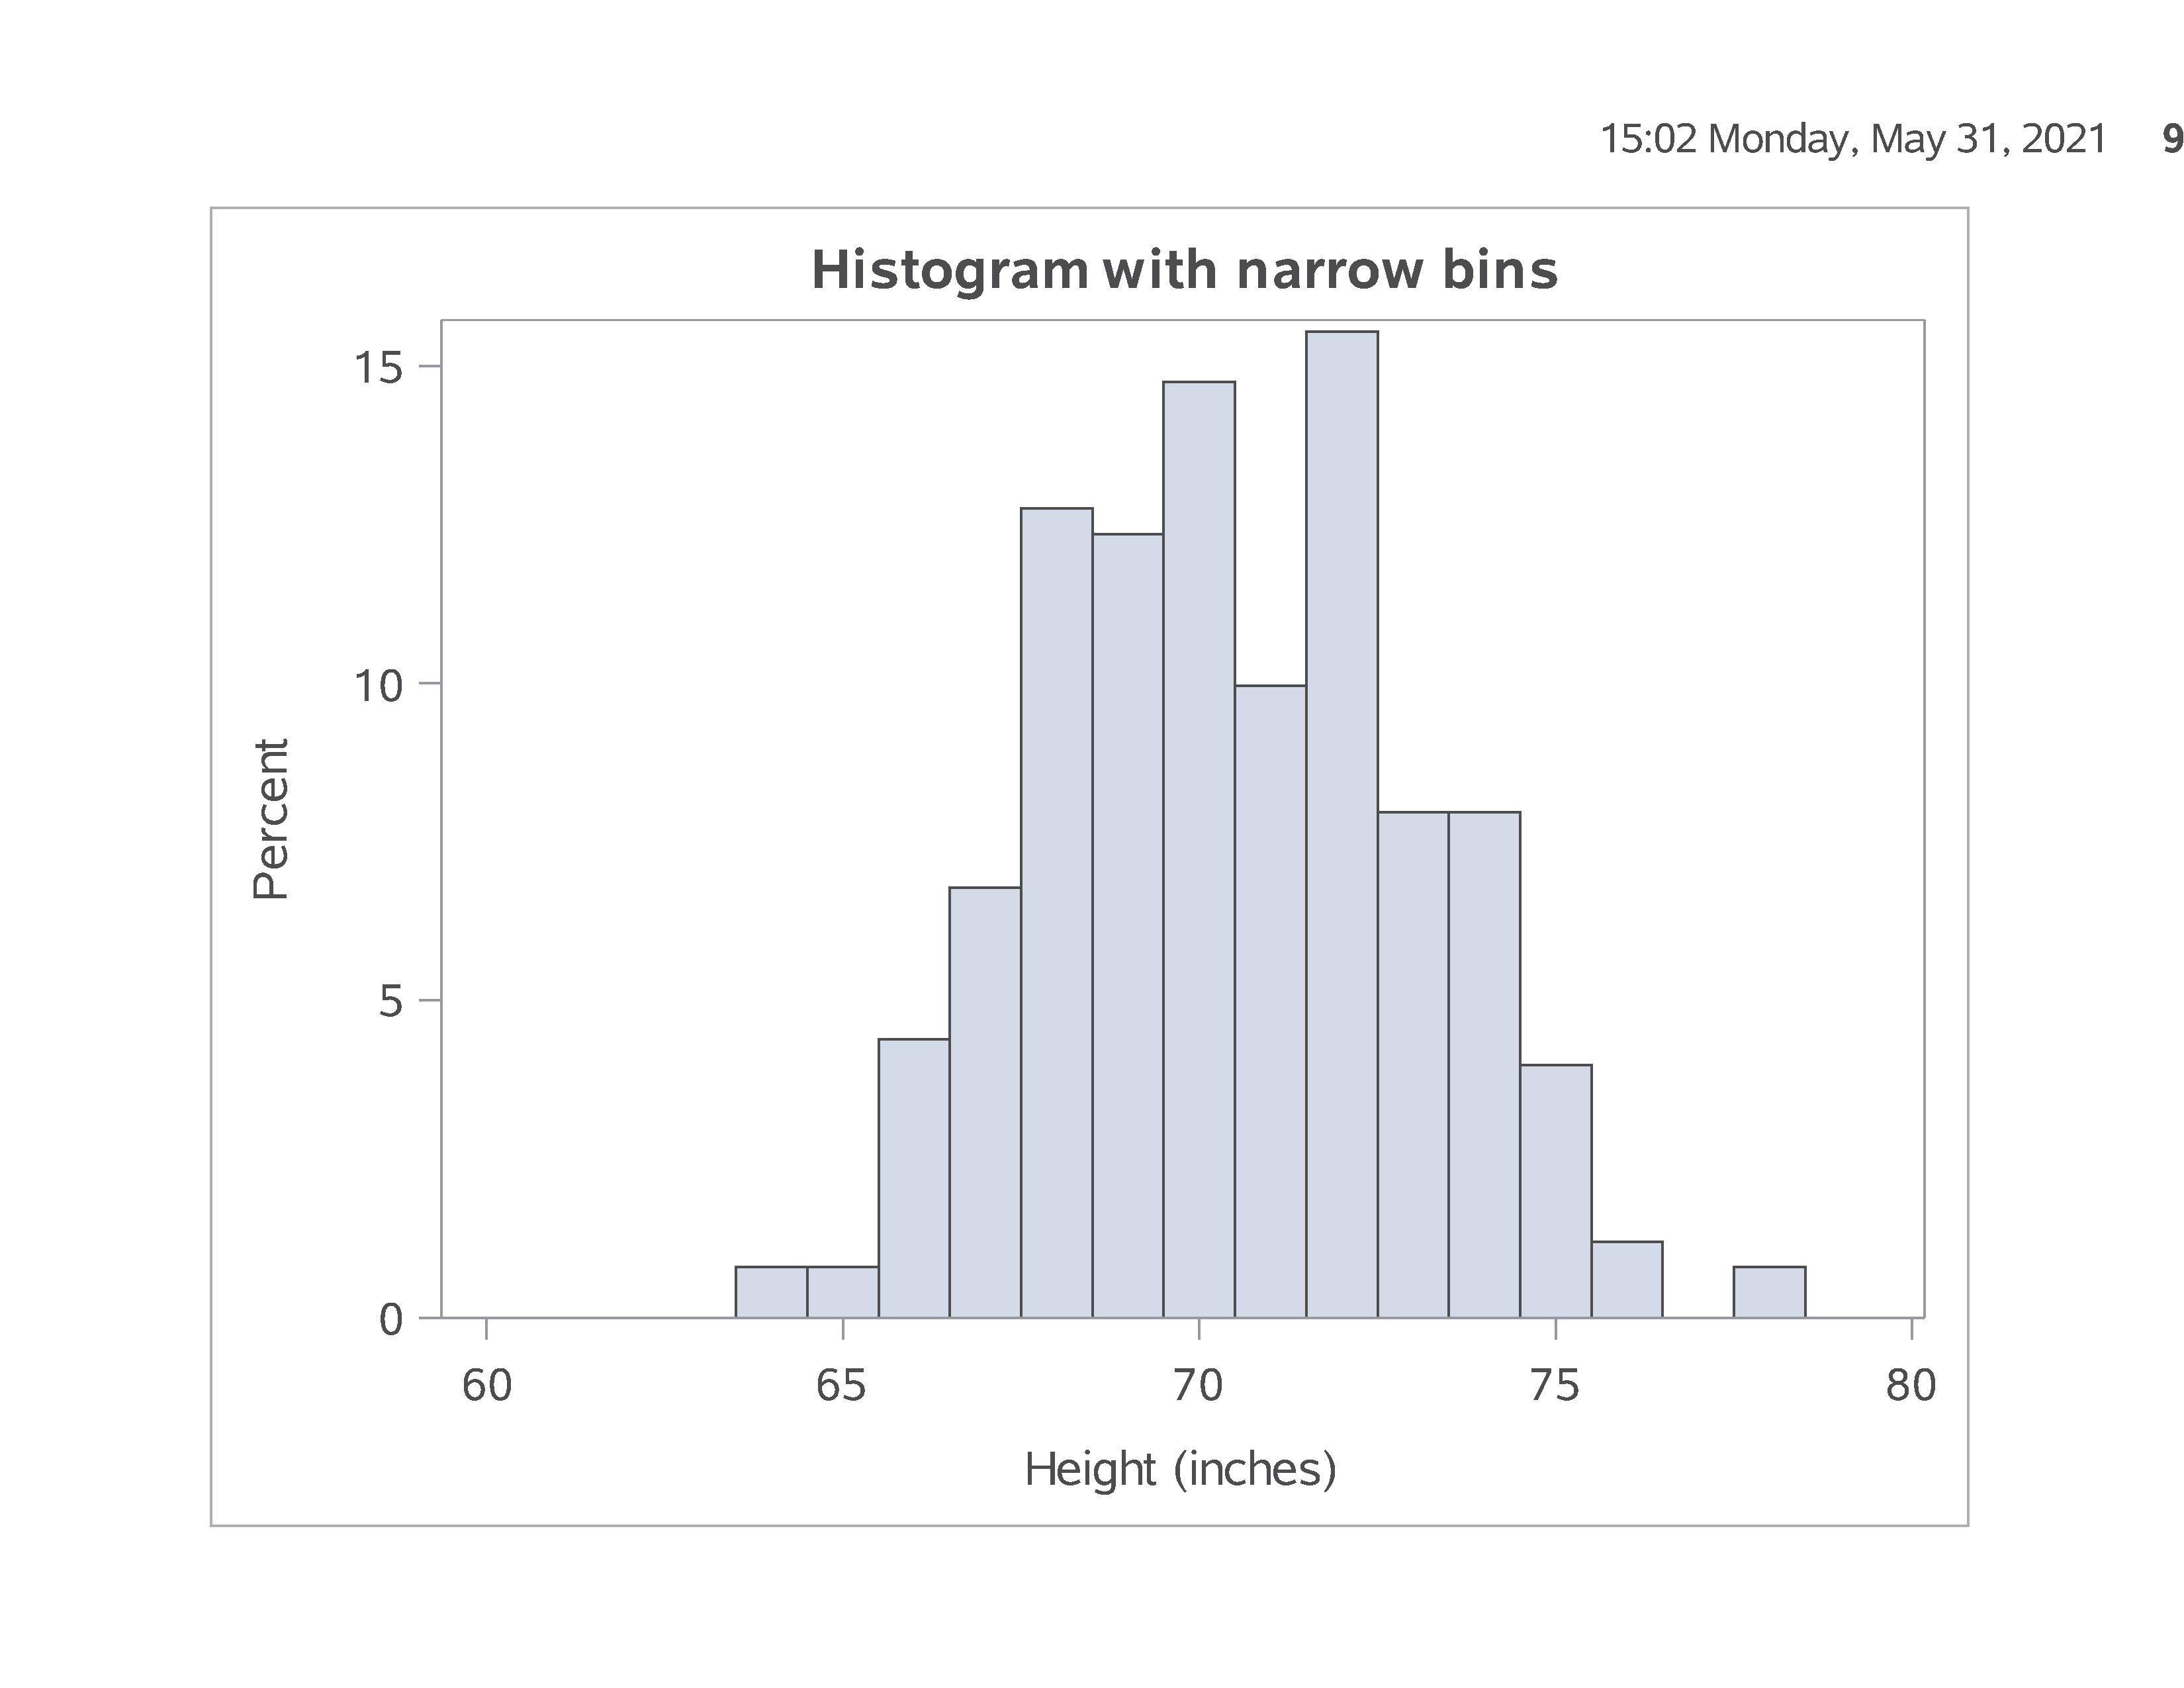 15:02 Monday, May 31, 2021 9
Histogram with narrow bins
15
10
5
0
Percent
60 65 70 75 80
Height (inches)